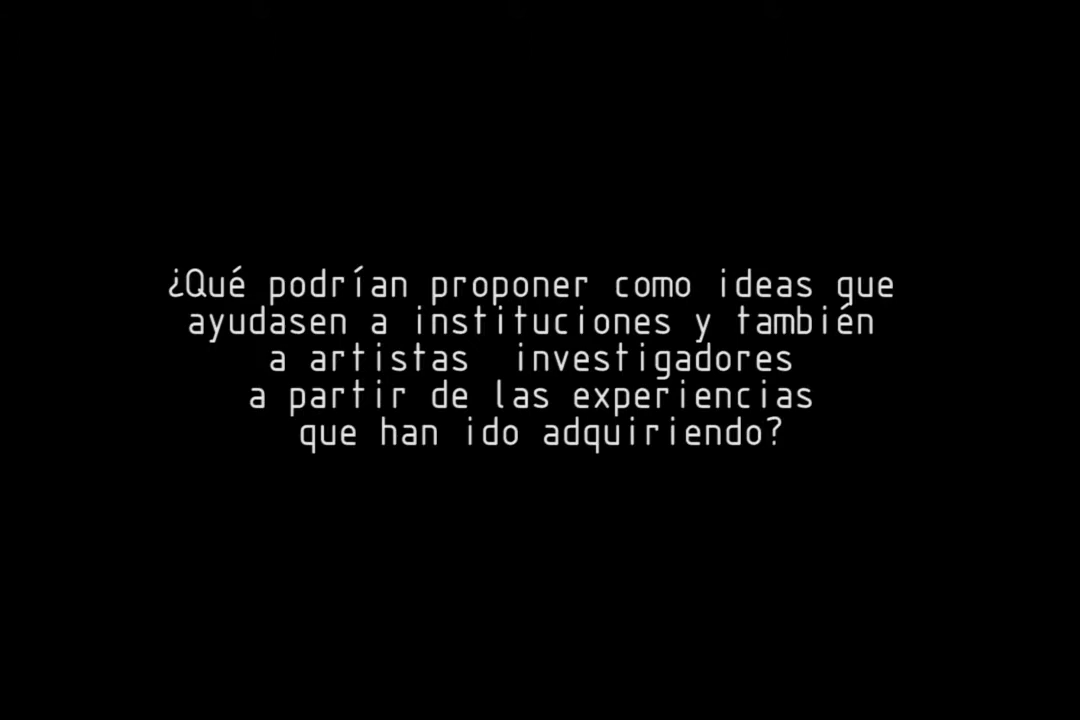 ¿Qué podrían proponer como ideas que
ayudasen a instituciones y también
a artistas  investigadores
a partir de las experiencias
que han ido adquiriendo?